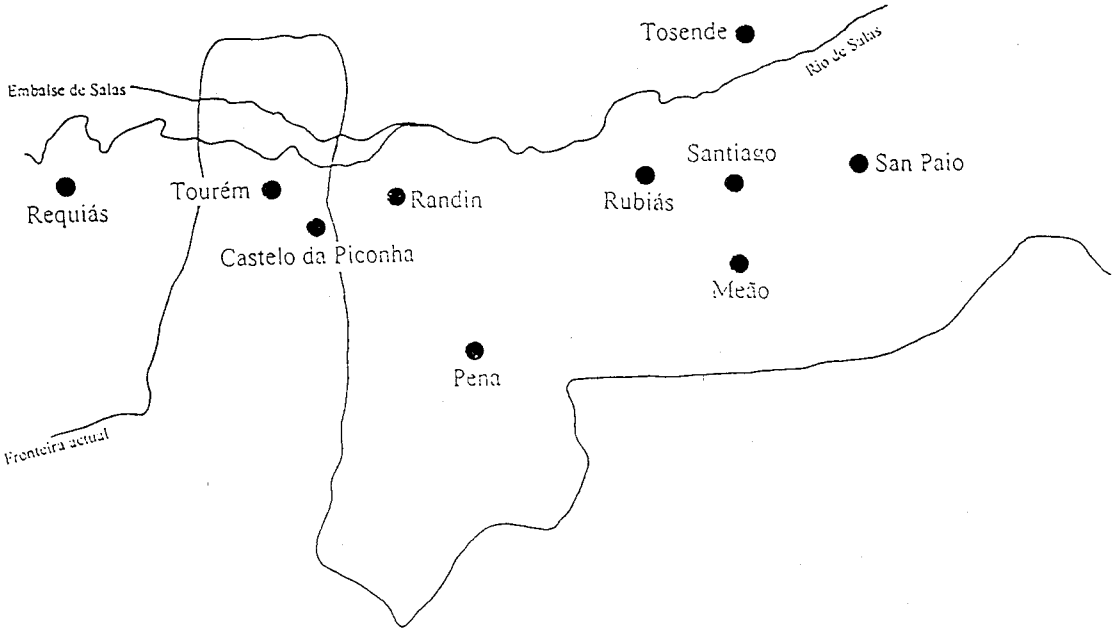 Tosende
Rio de Salas
Embalse de Salas
Santiago
San Paio
Requiás
Tourém
Randin
Rubiás
Castelo da Piconha
Meão
Pena
Fronteira actual